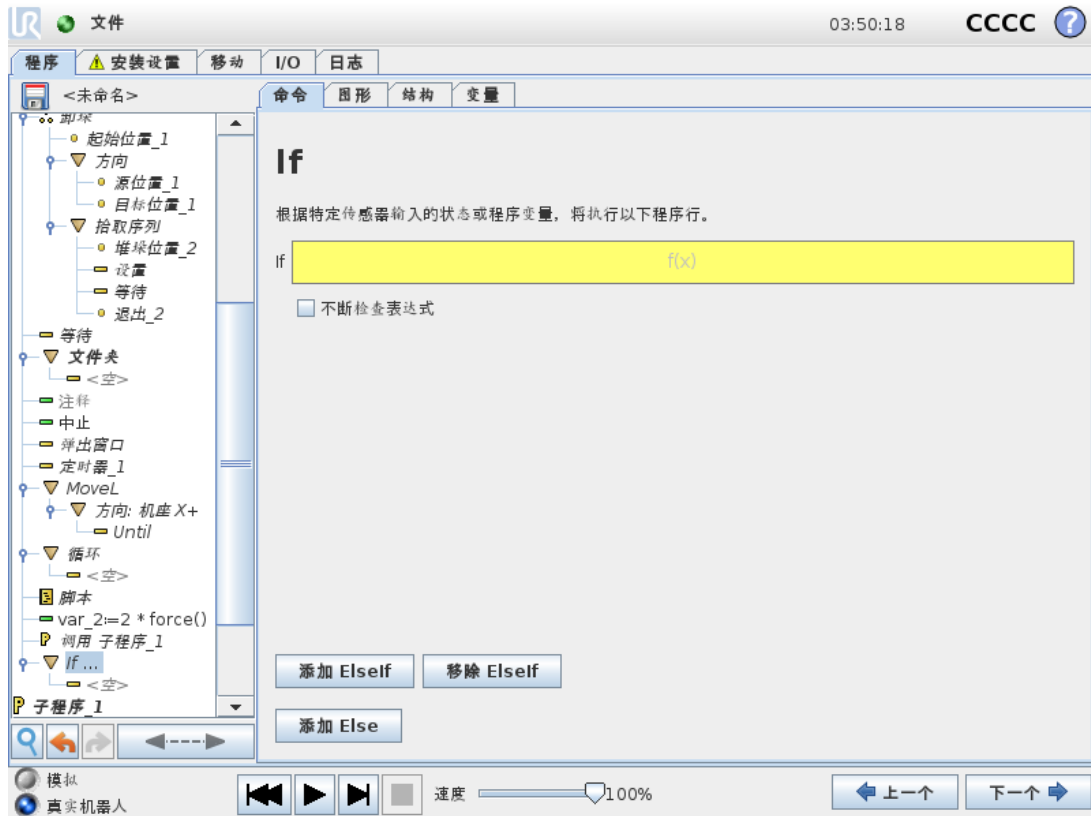 UR 文件 03:50:18 CCCC ?
程序 安装设置 移动 I/O 日志
<未命名> 命令 图形 结构 变量
卸垛
起始位置_1
方向
源位置_1
目标位置_1
拾取序列
堆垛位置_2
设置
等待
退出_2
等待
文件夹
<空>
注释
中止
弹出窗口
定时器_1
MoveL
方向: 机座 X+
Until
循环
<空>
脚本
var_2≔2 * force()
调用 子程序_1
If ...
<空>
子程序_1
If
根据特定传感器输入的状态或程序变量，将执行以下程序行。
If f(x)
不断检查表达式
添加 ElseIf 移除 ElseIf
添加 Else
模拟
真实机器人
速度 100%
上一个 下一个